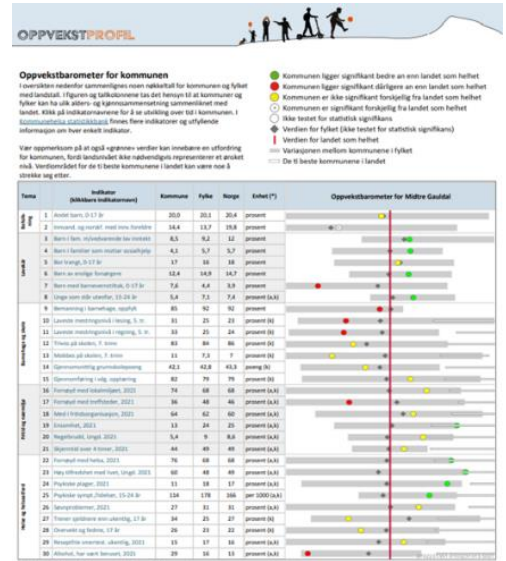 OPPVEKSTPROFIL
Oppvekstbarometer for kommunen
I oversikten nedenfor sammenlignes noen nøkkeltall for kommunen og fylket
med landstall. I figuren og tallkolonnene tas det hensyn til at kommuner og
fylker kan ha ulik alders- og kjønnssammensetning sammenliknet med
landet. Klikk på indikatornavnene for å se utvikling over tid i kommunen. I
Kommunehelsa statistikkbank finnes flere indikatorer og utfyllende
informasjon om hver enkelt indikator.
Vær oppmerksom på at også «grønne» verdier kan innebære en utfordring
for kommunen, fordi landsnivået ikke nødvendigvis representerer et ønsket
nivå. Verdiområdet for de ti beste kommunene i landet kan være noe å
strekke seg etter.
Kommunen ligger signifikant bedre an enn landet som helhet
Kommunen ligger signifikant dårligere an enn landet som helhet
Kommunen er ikke signifikant forskjellig fra landet som helhet
Kommunen er signifikant forskjellig fra landet som helhet
Ikke testet for statistisk signifikans
Verdien for fylket (ikke testet for statistisk signifikans)
Verdien for landet som helhet
Variasjonen mellom kommunene i fylket
De ti beste kommunene i landet
Tema Indikator (klikkbare indikatornavn) Kommune Fylke Norge Enhet (*) Oppvekstbarometer for Midtre Gauldal
1 Andel barn, 0-17 år 20,0 20,1 20,4 prosent
2 Innvand. og norskf. med innv. foreldre 14,4 13,7 19,8 prosent
Levekår
3 Barn i fam. m/vedvarende lav inntekt 8,5 9,2 12 prosent
4 Barn i familier som mottar sosialhjelp 4,1 5,7 5,7 prosent
5 Bor trangt, 0-17 år 17 16 18 prosent
6 Barn av enslige forsørgere 12,4 14,9 14,7 prosent
7 Barn med barnevernstiltak, 0-17 år 7,6 4,4 3,9 prosent
8 Unge som står utenfor, 15-24 år 5,4 7,1 7,4 prosent (a,k)
Barnehage og skole
9 Bemanning i barnehage, oppfylt 85 92 92 prosent
10 Laveste mestringsnivå i lesing, 5. tr. 31 25 23 prosent (k)
11 Laveste mestringsnivå i regning, 5. tr. 33 25 24 prosent (k)
12 Trives på skolen, 7. trinn 83 84 86 prosent (k)
13 Mobbes på skolen, 7. trinn 11 7,3 7 prosent (k)
14 Gjennomsnittlig grunnskolepoeng 42,1 42,8 43,3 poeng (k)
15 Gjennomføring i vdg. opplæring 82 79 79 prosent (k)
16 Fornøyd med lokalmiljøet, 2021 74 68 68 prosent (a,k)
17 Fornøyd med treffsteder, 2021 36 48 46 prosent (a,k)
18 Med i fritidsorganisasjon, 2021 64 62 60 prosent (a,k)
19 Ensomhet, 2021 13 24 25 prosent (a,k)
20 Regelbrudd, Ungd. 2021 5,4 9 8,6 prosent (a,k)
21 Skjermtid over 4 timer, 2021 44 49 49 prosent (a,k)
22 Fornøyd med helsa, 2021 76 68 68 prosent (a,k)
23 Høy tilfredshet med livet, Ungd. 2021 60 48 49 prosent (a,k)
24 Psykiske plager, 2021 11 18 17 prosent (a,k)
25 Psykiske sympt./lidelser, 15-24 år 114 178 166 per 1000 (a,k)
26 Søvnproblemer, 2021 27 31 31 prosent (a,k)
27 Trener sjeldnere enn ukentlig, 17 år 34 25 27 prosent (k)
28 Overvekt og fedme, 17 år 26 23 22 prosent (k)
29 Reseptfrie smertest. ukentlig, 2021 15 17 16 prosent (a,k)
30 Alkohol, har vært beruset, 2021 29 16 13 prosent (a,k)